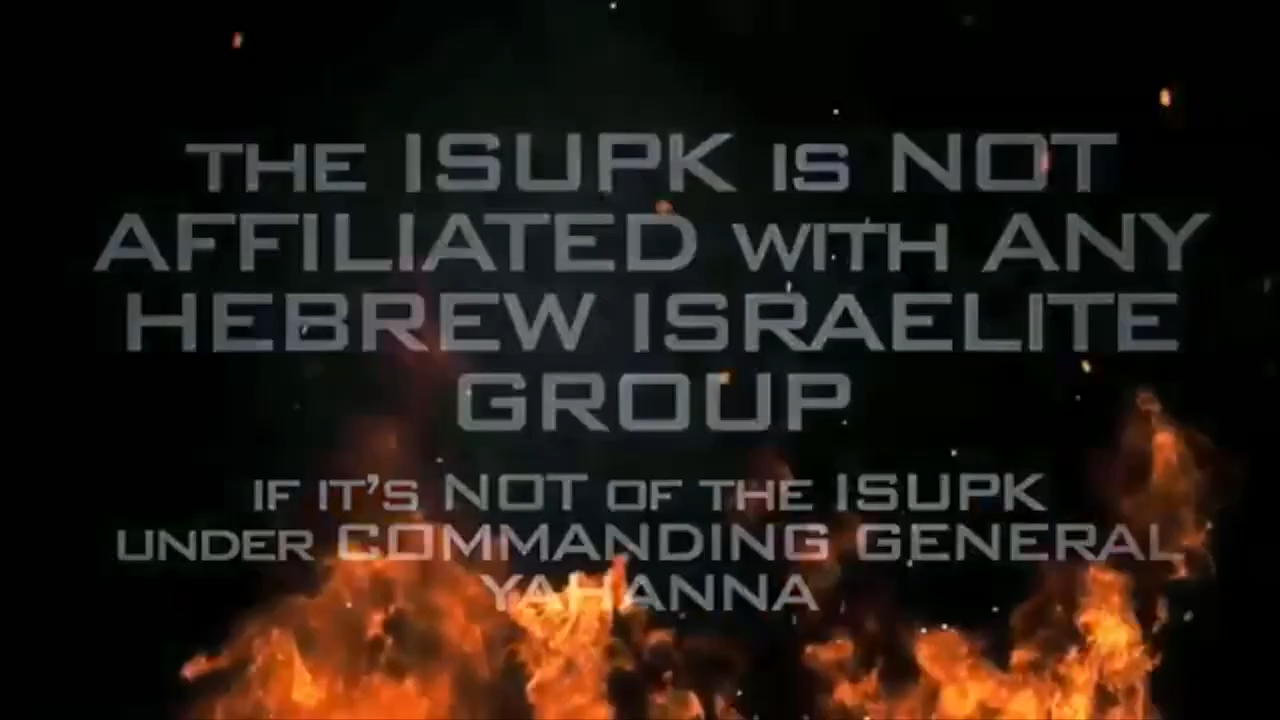 THE ISUPK IS NOT
AFFILIATED WITH ANY
HEBREW ISRAELITE
GROUP
IF IT'S NOT OF THE ISUPK
UNDER COMMANDING GENERAL
YAHANNA